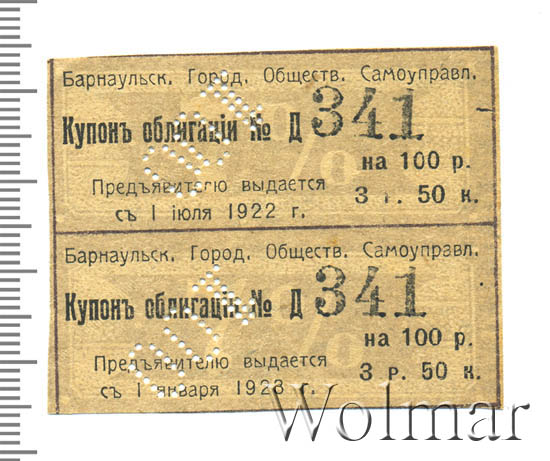 Барнаульск. Город. Обществ. Самоуправл.
Купонъ облигаціи № Д 341
на 100 р.
Предъявителю выдается
съ 1 іюля 1922 г.
3 г. 50 к.
Барнаульск. Город. Обществ. Самоуправл.
Купонъ облигаціи № Д 341
на 100 р.
Предъявителю выдается
съ 1 января 1923 г.
3 р. 50 к.
Wolmar